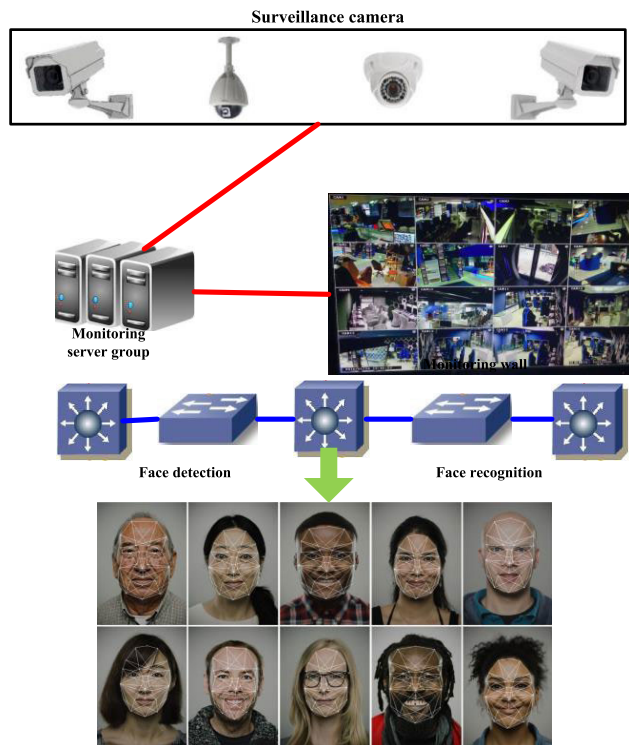 Surveillance camera
Monitoring
server group
Monitoring wall
Face detection
Face recognition